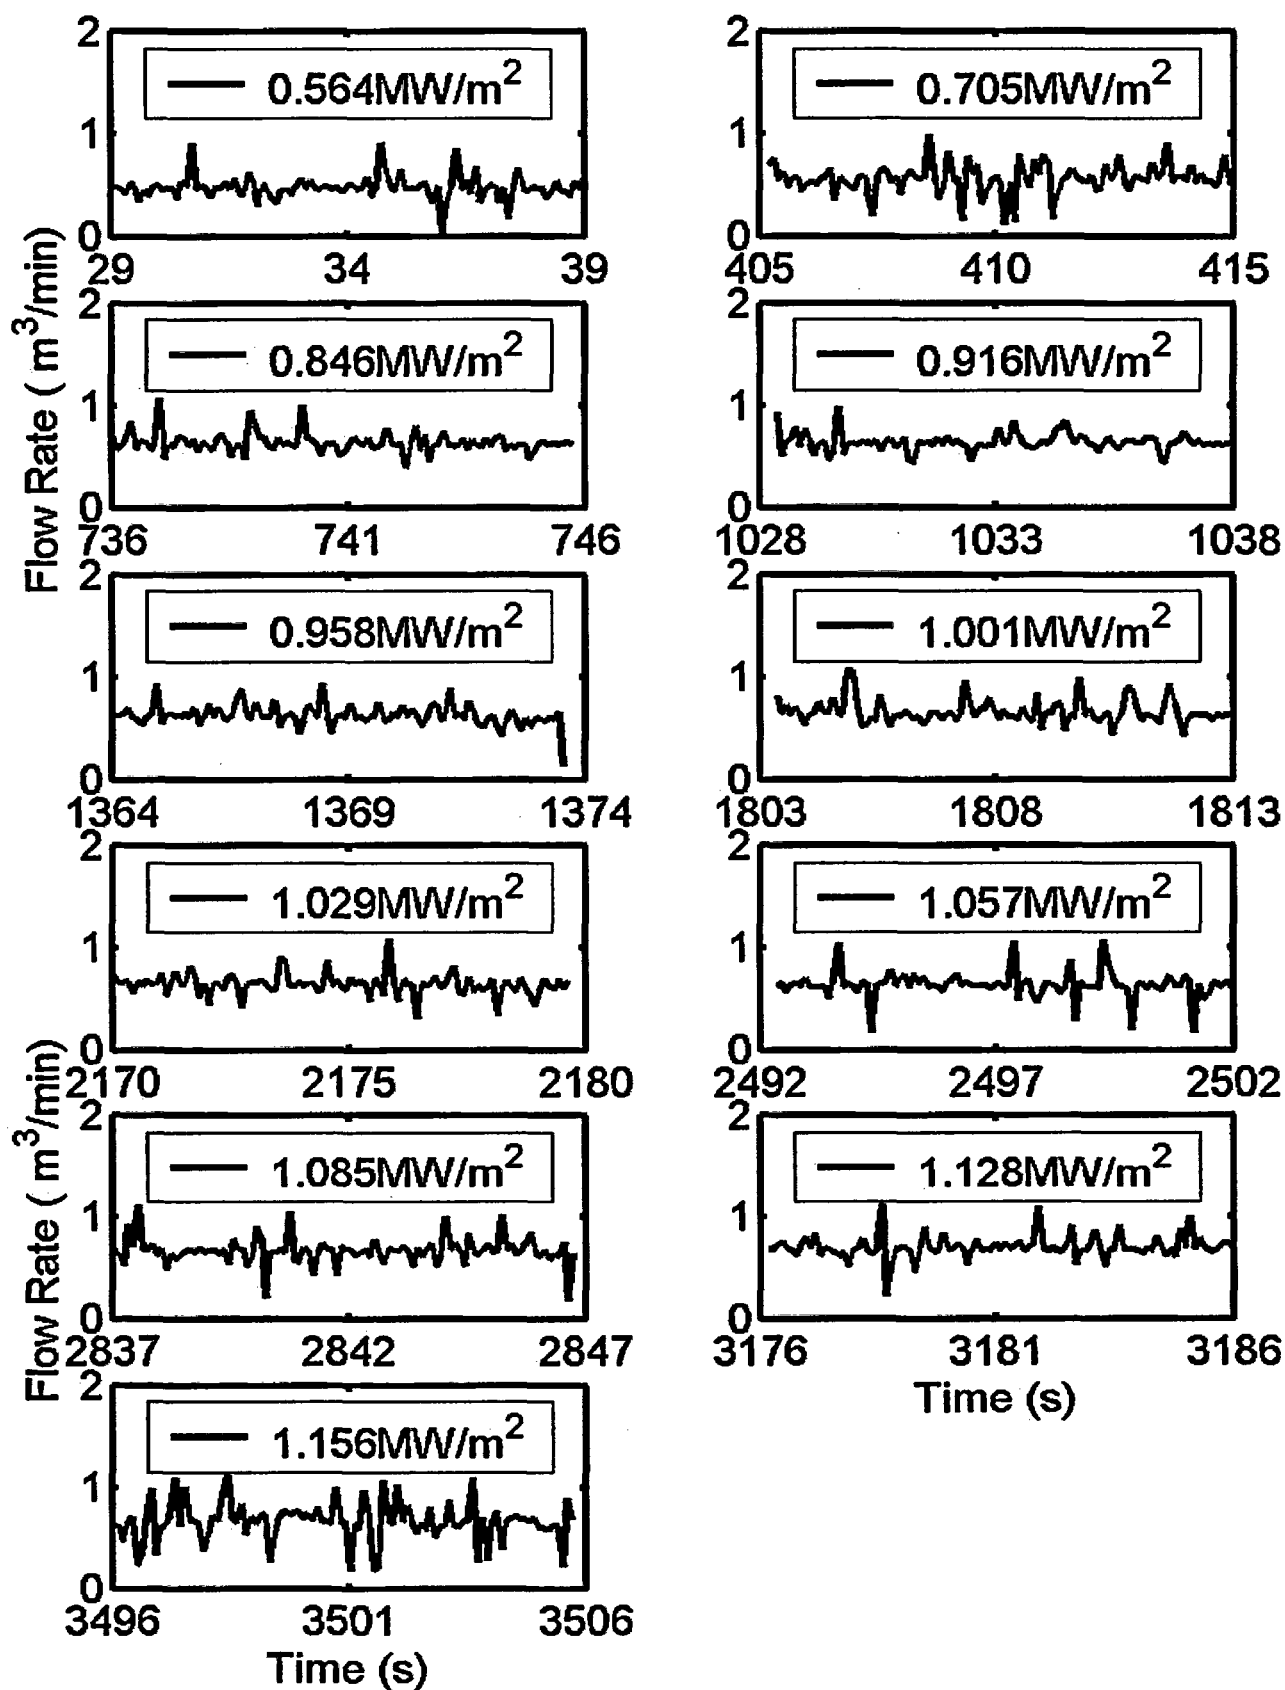 Flow Rate ( m³/min)
2
1
0
0.564MW/m²
29 34 39
2
1
0
0.705MW/m²
405 410 415
2
1
0
0.846MW/m²
736 741 746
2
1
0
0.916MW/m²
1028 1033 1038
2
1
0
0.958MW/m²
1364 1369 1374
2
1
0
1.001MW/m²
1803 1808 1813
Flow Rate ( m³/min)
2
1
0
1.029MW/m²
2170 2175 2180
2
1
0
1.057MW/m²
2492 2497 2502
2
1
0
1.085MW/m²
2837 2842 2847
2
1
0
1.128MW/m²
3176 3181 3186
Time (s)
2
1
0
1.156MW/m²
3496 3501 3506
Time (s)